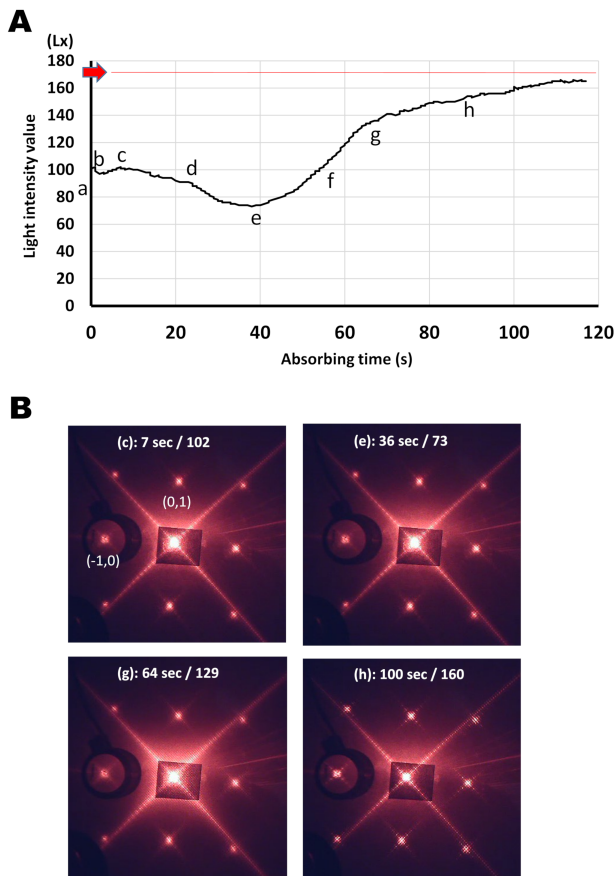 A
(Lx)
180
160
140
120
100
80
60
40
20
0
Light intensity value
a
b
c
d
e
f
g
h
0 20 40 60 80 100 120
Absorbing time (s)
B
(c): 7 sec / 102
(0,1)
(-1,0)
(e): 36 sec / 73
(g): 64 sec / 129
(h): 100 sec / 160